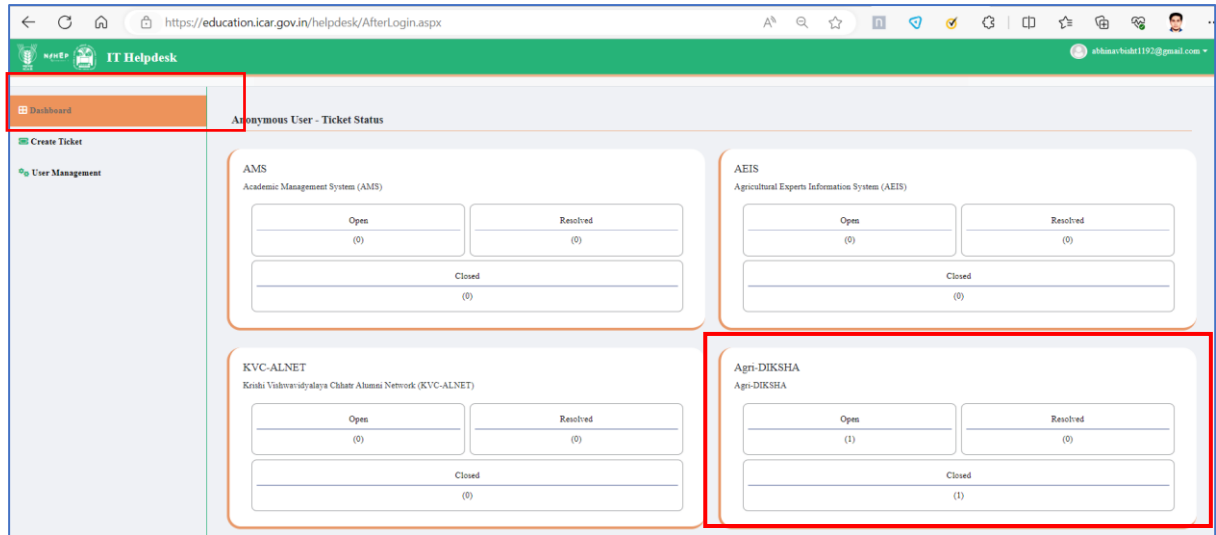 https://education.icar.gov.in/helpdesk/AfterLogin.aspx
IT Helpdesk
abhinavbisht1192@gmail.com
Dashboard
Create Ticket
User Management
Anonymous User - Ticket Status
AMS
Academic Management System (AMS)
Open
(0)
Resolved
(0)
Closed
(0)
AEIS
Agricultural Experts Information System (AEIS)
Open
(0)
Resolved
(0)
Closed
(0)
KVC-ALNET
Krishi Vishwavidyalaya Chhatr Alumni Network (KVC-ALNET)
Open
(0)
Resolved
(0)
Closed
(0)
Agri-DIKSHA
Agri-DIKSHA
Open
(1)
Resolved
(0)
Closed
(1)